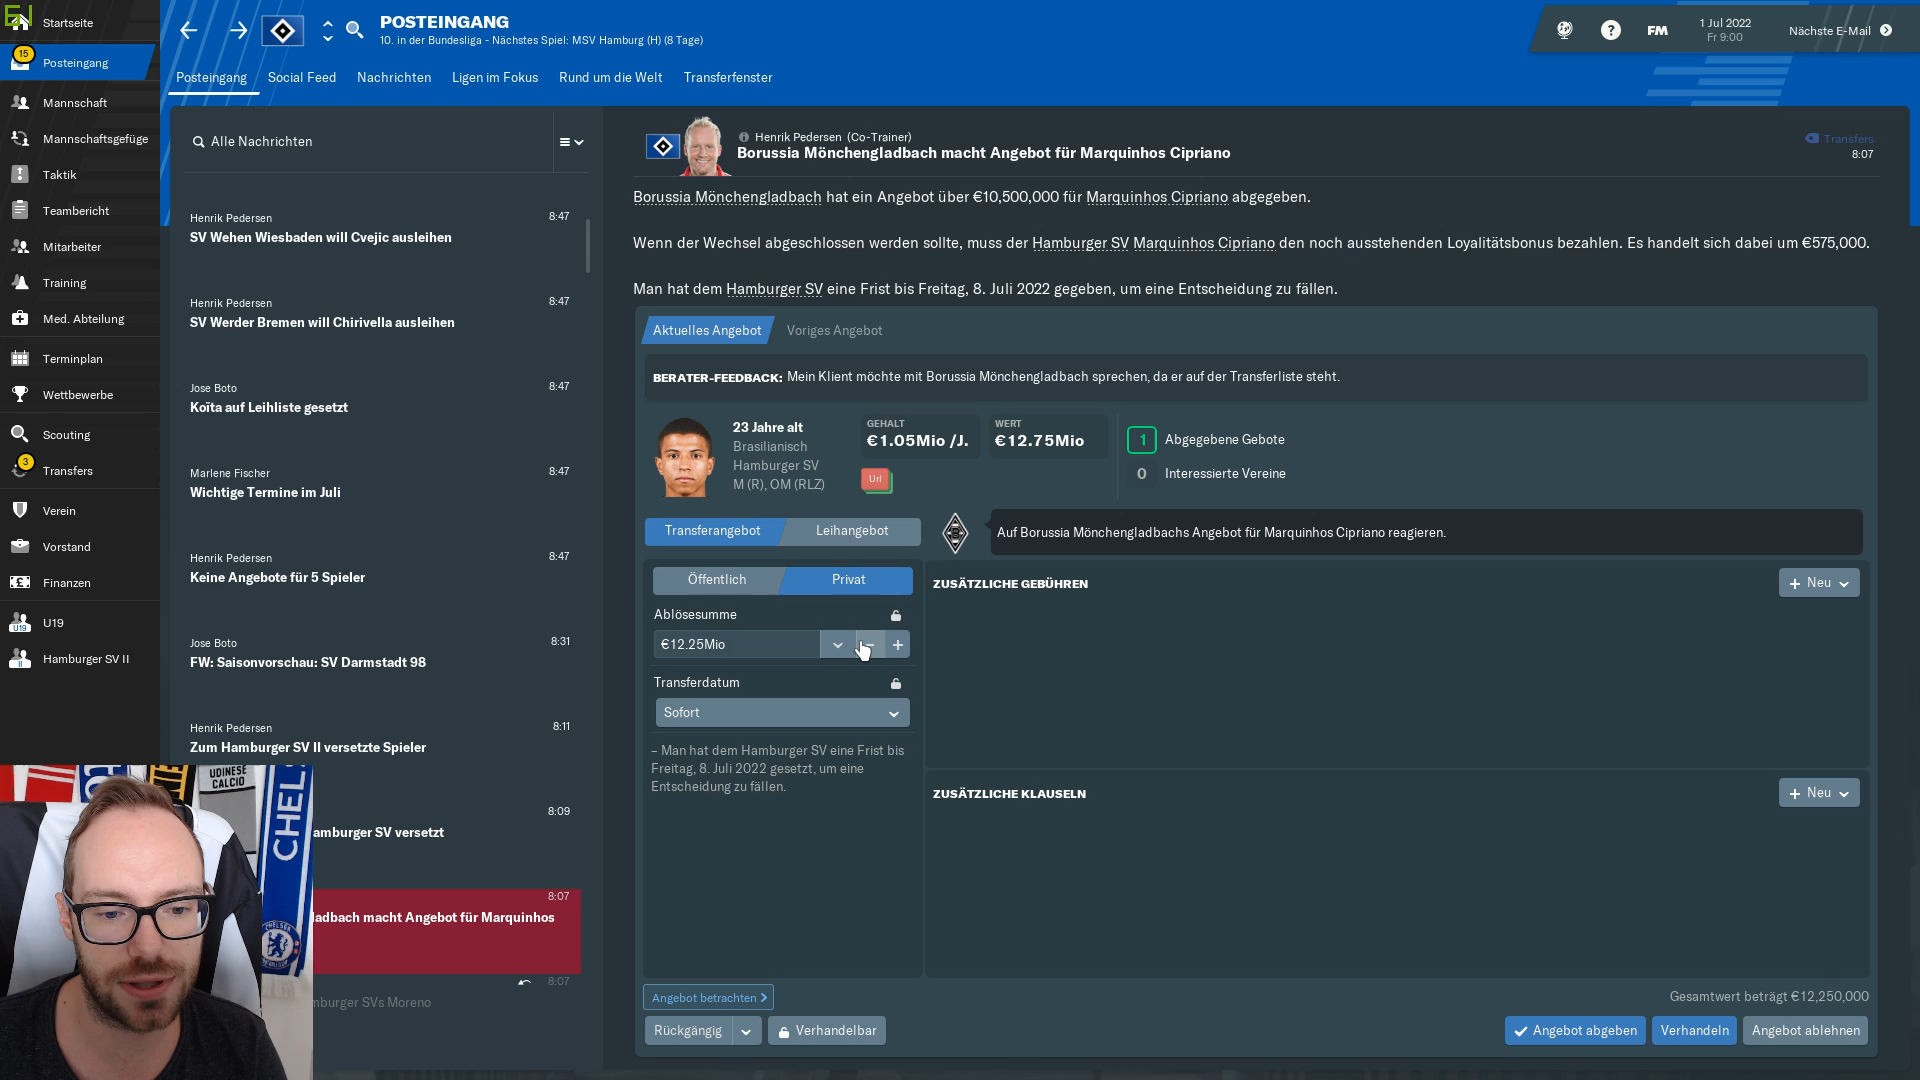 Startseite
15
Posteingang
Mannschaft
Mannschaftsgefüge
Taktik
Teambericht
Mitarbeiter
Training
Med. Abteilung
Terminplan
Wettbewerbe
Scouting
3
Transfers
Verein
Vorstand
Finanzen
U19
U19
Hamburger SV II
POSTEINGANG
10. in der Bundesliga - Nächstes Spiel: MSV Hamburg (H) (8 Tage)
FM
1 Jul 2022
Fr 9:00
Nächste E-Mail
Posteingang
Social Feed
Nachrichten
Ligen im Fokus
Rund um die Welt
Transferfenster
Alle Nachrichten
Henrik Pedersen
8:47
SV Wehen Wiesbaden will Cvejic ausleihen
Henrik Pedersen
8:47
SV Werder Bremen will Chirivella ausleihen
Jose Boto
8:47
Koïta auf Leihliste gesetzt
Marlene Fischer
8:47
Wichtige Termine im Juli
Henrik Pedersen
8:47
Keine Angebote für 5 Spieler
Jose Boto
8:31
FW: Saisonvorschau: SV Darmstadt 98
Henrik Pedersen
8:11
Zum Hamburger SV II versetzte Spieler
8:09
amburger SV versetzt
8:07
ladbach macht Angebot für Marquinhos
8:07
mburger SVs Moreno
UDINESE
CALCIO
CHEL
CHELSEA
Henrik Pedersen (Co-Trainer)
Borussia Mönchengladbach macht Angebot für Marquinhos Cipriano
Transfers
8:07
Borussia Mönchengladbach hat ein Angebot über €10,500,000 für Marquinhos Cipriano abgegeben.
Wenn der Wechsel abgeschlossen werden sollte, muss der Hamburger SV Marquinhos Cipriano den noch ausstehenden Loyalitätsbonus bezahlen. Es handelt sich dabei um €575,000.
Man hat dem Hamburger SV eine Frist bis Freitag, 8. Juli 2022 gegeben, um eine Entscheidung zu fällen.
Aktuelles Angebot
Voriges Angebot
BERATER-FEEDBACK: Mein Klient möchte mit Borussia Mönchengladbach sprechen, da er auf der Transferliste steht.
23 Jahre alt
Brasilianisch
Hamburger SV
M (R), OM (RLZ)
GEHALT
€1.05Mio /J.
WERT
€12.75Mio
Url
1
Abgegebene Gebote
0
Interessierte Vereine
Transferangebot
Leihangebot
Auf Borussia Mönchengladbachs Angebot für Marquinhos Cipriano reagieren.
Öffentlich
Privat
Ablösesumme
€12.25Mio
Transferdatum
Sofort
– Man hat dem Hamburger SV eine Frist bis
Freitag, 8. Juli 2022 gesetzt, um eine
Entscheidung zu fällen.
ZUSÄTZLICHE GEBÜHREN
+ Neu
ZUSÄTZLICHE KLAUSELN
+ Neu
Angebot betrachten
Gesamtwert beträgt €12,250,000
Rückgängig
Verhandelbar
Angebot abgeben
Verhandeln
Angebot ablehnen